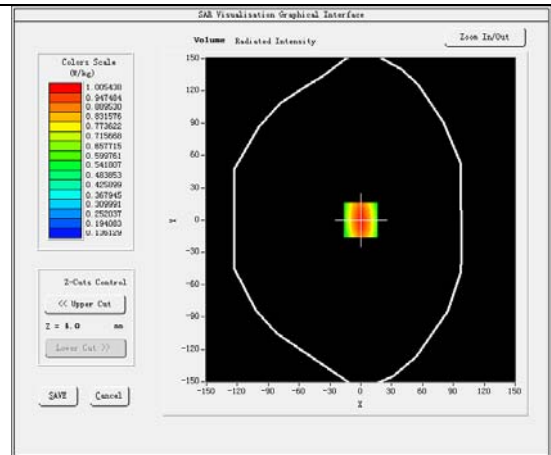 SAR Visualisation Graphical Interface
Volume Radiated Intensity
Zoom In/Out
Colors Scale
(W/kg)
1.005438
0.947484
0.889530
0.831576
0.773622
0.715668
0.657715
0.599761
0.541807
0.483853
0.425899
0.367945
0.309991
0.252037
0.194083
0.136129
Z-Cuts Control
<< Upper Cut
Z = 4.0 mm
Lower Cut >>
SAVE
Cancel
150
120
90
60
30
0
-30
-60
-90
-120
-150
Y
-150 -120 -90 -60 -30 0 30 60 90 120 150
X